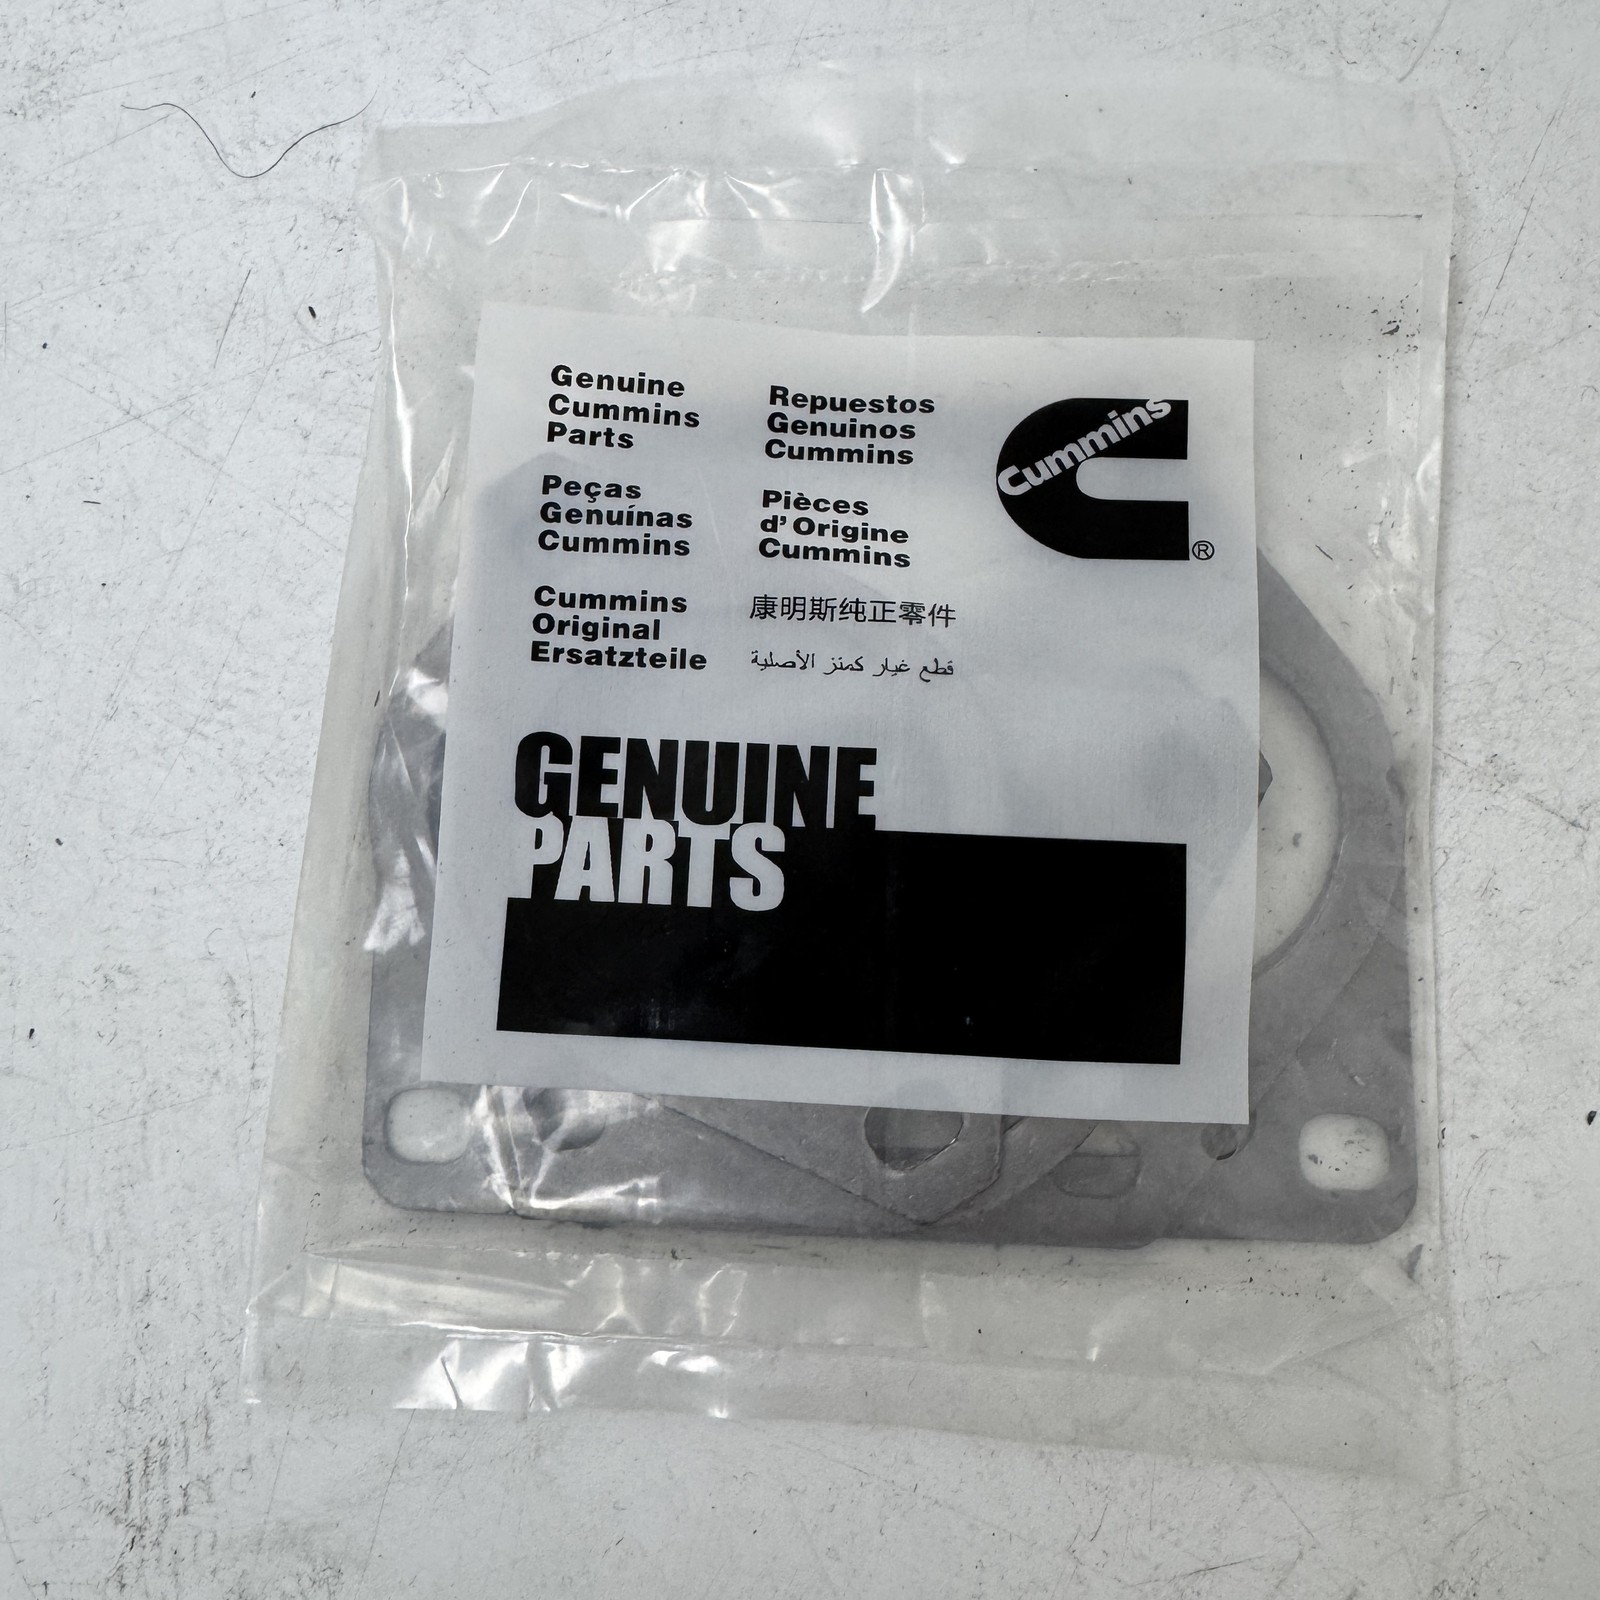 Genuine
Cummins
Parts
Repuestos
Genuinos
Cummins
Peças
Genuínas
Cummins
Pièces
d' Origine
Cummins
Cummins
Original
Ersatzteile
康明斯纯正零件
قطع غيار كمنز الأصلية
Cummins
®
GENUINE
PARTS